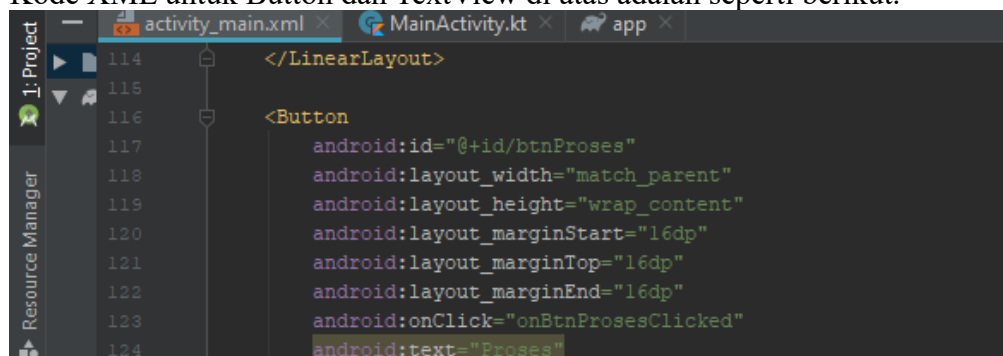 Kode XML untuk Button dan TextView di atas adalah seperti berikut.
activity_main.xml × MainActivity.kt × app ×
1: Project
Resource Manager
114 </LinearLayout>
115
116 <Button
117 android:id="@+id/btnProses"
118 android:layout_width="match_parent"
119 android:layout_height="wrap_content"
120 android:layout_marginStart="16dp"
121 android:layout_marginTop="16dp"
122 android:layout_marginEnd="16dp"
123 android:onClick="onBtnProsesClicked"
124 android:text="Proses"